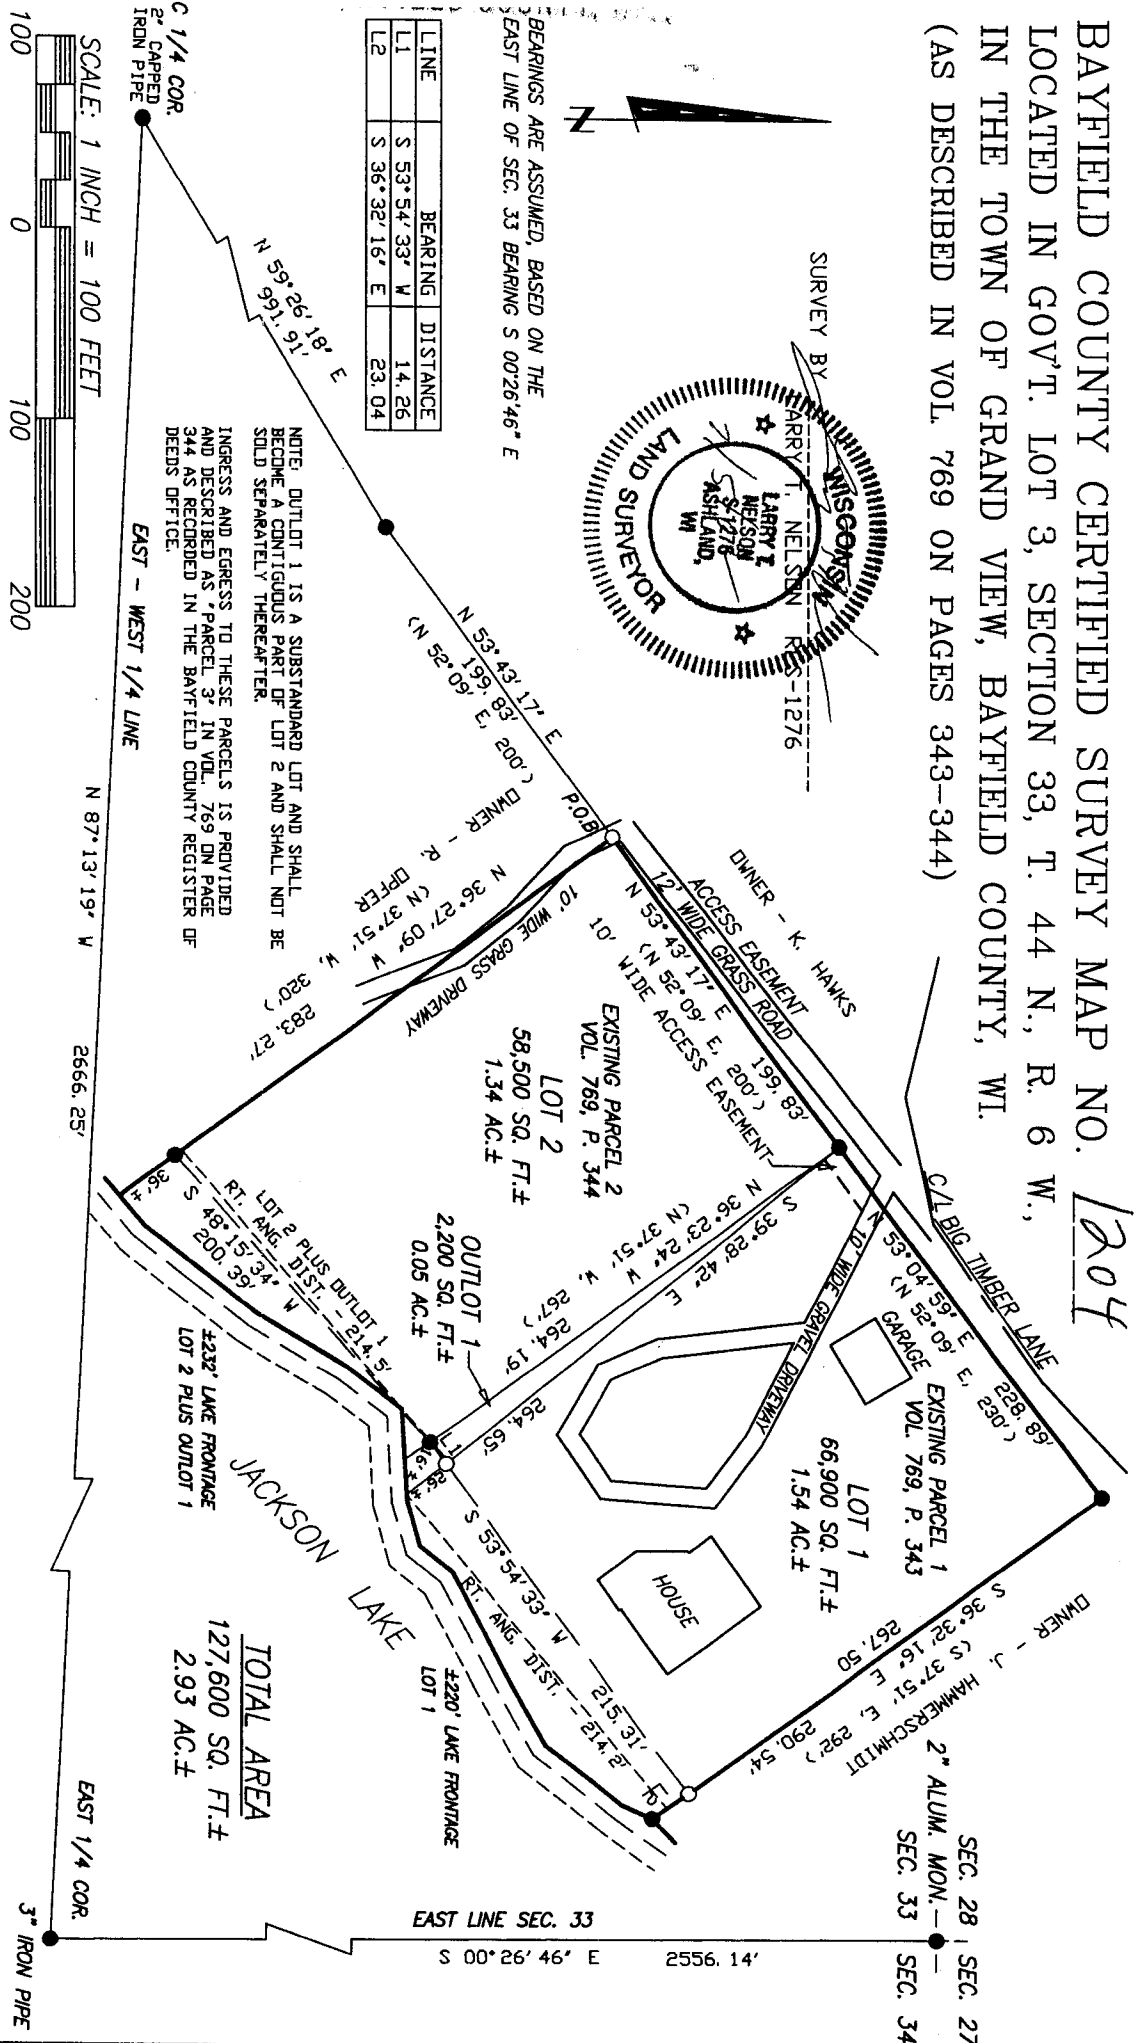 BAYFIELD COUNTY CERTIFIED SURVEY MAP NO. 1204
LOCATED IN GOV'T. LOT 3, SECTION 33, T. 44 N., R. 6 W.,
IN THE TOWN OF GRAND VIEW, BAYFIELD COUNTY, WI.
(AS DESCRIBED IN VOL. 769 ON PAGES 343-344)
SURVEY BY
LARRY T. NELSON RLS-1276
WISCONSIN
LARRY T.
NELSON
S-1276
ASHLAND,
WI
LAND SURVEYOR
N
BEARINGS ARE ASSUMED, BASED ON THE
EAST LINE OF SEC. 33 BEARING S 00°26'46" E
LINE BEARING DISTANCE
L1 S 53°54'33" W 14.26
L2 S 36°32'16" E 23.04
C 1/4 COR.
2" CAPPED
IRON PIPE
N 59°26'18" E
991.91'
N 53°43'17" E
199.83'
(N 52°09' E, 200')
P.O.B.
OWNER - R. OPFER
N 36°27'09" W
(N 37°51' W, 320')
283.27'
10' WIDE GRASS DRIVEWAY
OWNER - K. HAWKS
ACCESS EASEMENT
12' WIDE GRASS ROAD
N 53°43'17" E 199.83'
(N 52°09' E, 200')
10' WIDE ACCESS EASEMENT
C/L BIG TIMBER LANE
N 53°04'59" E 228.89'
(N 52°09' E, 230')
EXISTING PARCEL 2
VOL. 769, P. 344
LOT 2
58,500 SQ. FT.±
1.34 AC.±
S 39°28'42" E 264.65'
N 36°23'24" W 264.19'
(N 37°51' W, 267')
OUTLOT 1
2,200 SQ. FT.±
0.05 AC.±
10' WIDE GRAVEL DRIVEWAY
GARAGE
EXISTING PARCEL 1
VOL. 769, P. 343
LOT 1
66,900 SQ. FT.±
1.54 AC.±
HOUSE
OWNER - J. HAMMERSCHMIDT
S 36°32'16" E 290.54'
(S 37°51' E, 292')
267.50
S 53°54'33" W 215.31'
RT. ANG. DIST. - 214.2'
L1
16'±
26'±
36'±
LOT 2 PLUS OUTLOT 1
RT. ANG. DIST. - 214.5'
S 48°15'34" W
200.39'
±232' LAKE FRONTAGE
LOT 2 PLUS OUTLOT 1
±220' LAKE FRONTAGE
LOT 1
JACKSON LAKE
TOTAL AREA
127,600 SQ. FT.±
2.93 AC.±
NOTE: OUTLOT 1 IS A SUBSTANDARD LOT AND SHALL
BECOME A CONTIGUOUS PART OF LOT 2 AND SHALL NOT BE
SOLD SEPARATELY THEREAFTER.
INGRESS AND EGRESS TO THESE PARCELS IS PROVIDED
AND DESCRIBED AS "PARCEL 3" IN VOL. 769 ON PAGE
344 AS RECORDED IN THE BAYFIELD COUNTY REGISTER OF
DEEDS OFFICE.
EAST - WEST 1/4 LINE
N 87°13'19" W 2666.25'
SEC. 28 SEC. 27
2" ALUM. MON.
SEC. 33 SEC. 34
EAST LINE SEC. 33
S 00°26'46" E 2556.14'
EAST 1/4 COR.
3" IRON PIPE
SCALE: 1 INCH = 100 FEET
100 0 100 200